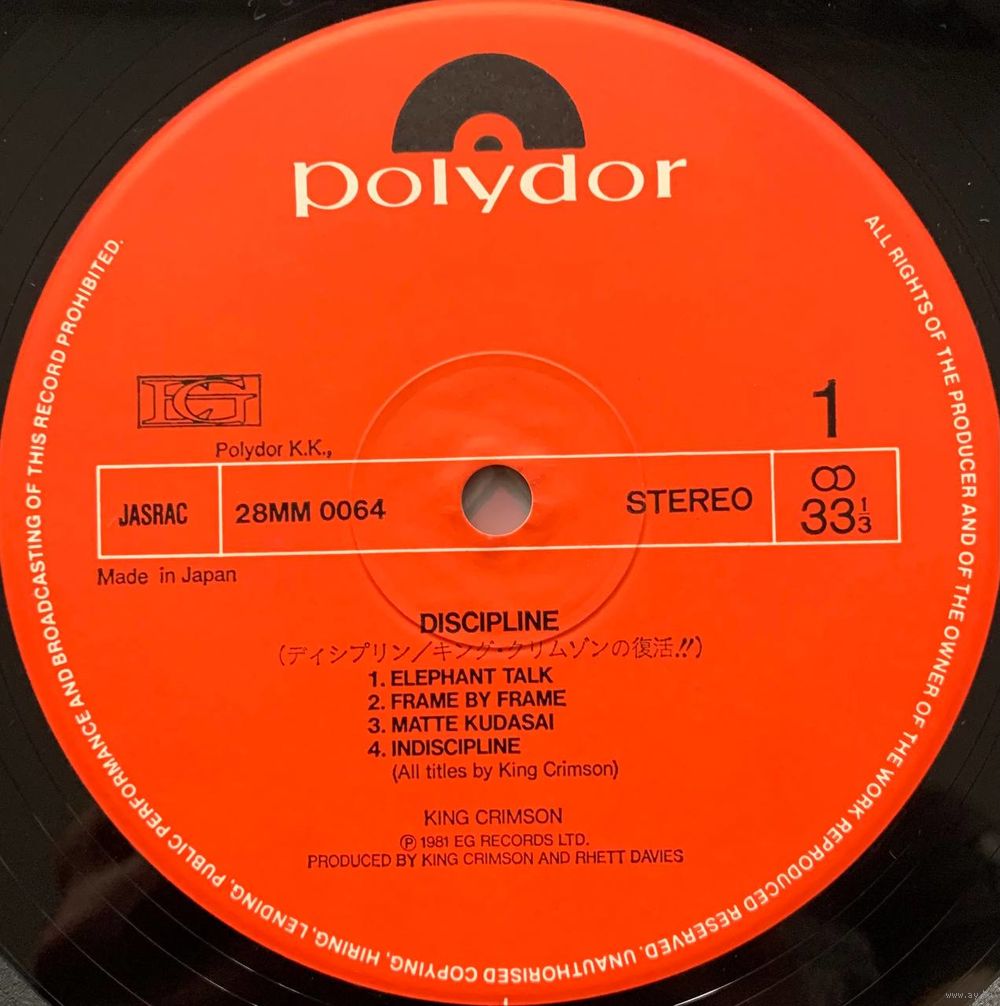 polydor
EG
1
Polydor K.K.,
JASRAC
28MM 0064
STEREO
33 1/3
Made in Japan
DISCIPLINE
(ディシプリン/キング・クリムゾンの復活!!)
1. ELEPHANT TALK
2. FRAME BY FRAME
3. MATTE KUDASAI
4. INDISCIPLINE
(All titles by King Crimson)
KING CRIMSON
℗ 1981 EG RECORDS LTD.
PRODUCED BY KING CRIMSON AND RHETT DAVIES
ALL RIGHTS OF THE PRODUCER AND OF THE OWNER OF THE WORK REPRODUCED RESERVED. UNAUTHORISED COPYING, HIRING, LENDING, PUBLIC PERFORMANCE AND BROADCASTING OF THIS RECORD PROHIBITED.